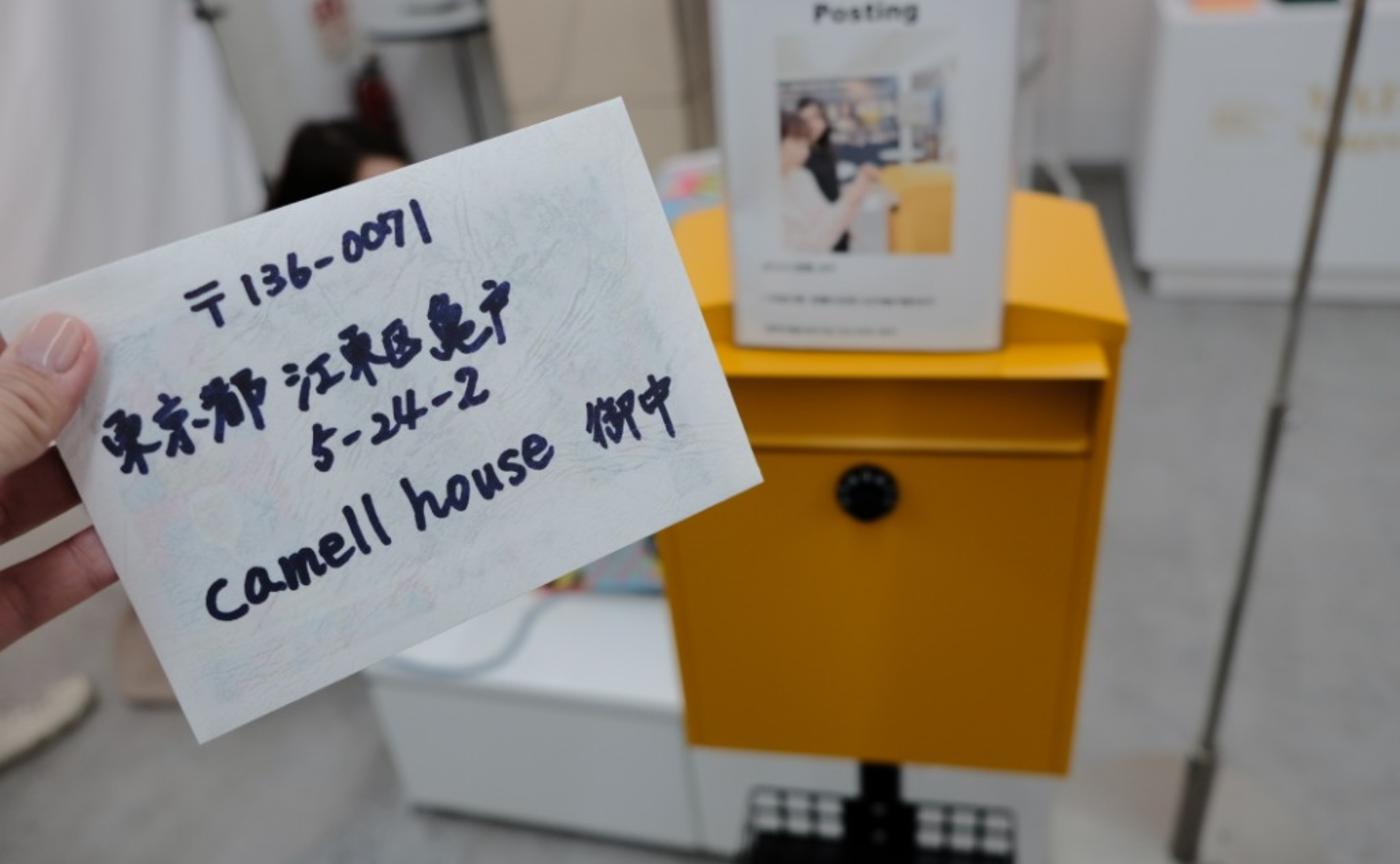 〒136-0071
東京都 江東区亀戸
5-24-2
camell house 御中
Posting